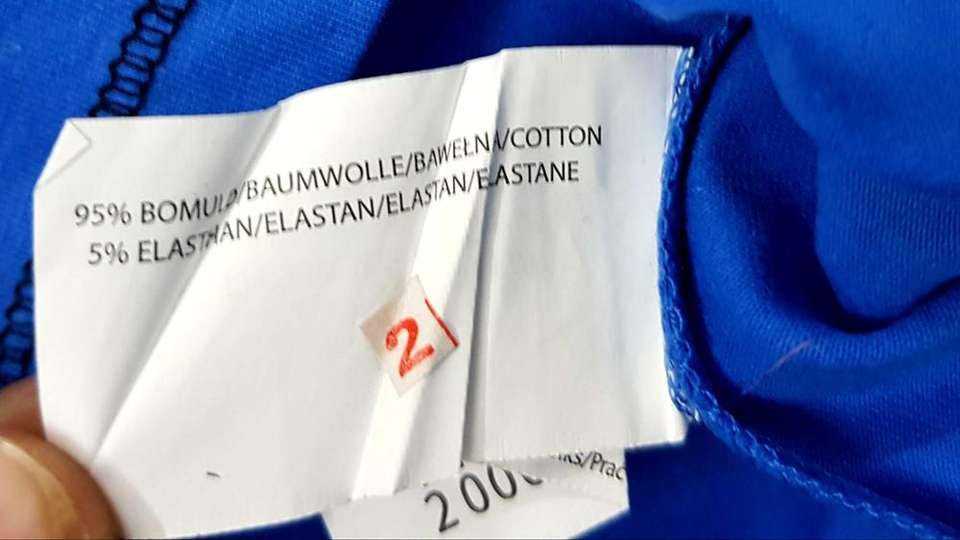 95% BOMULD/BAUMWOLLE/BAWEŁNA/COTTON
5% ELASTHAN/ELASTAN/ELASTAN/ELASTANE
2